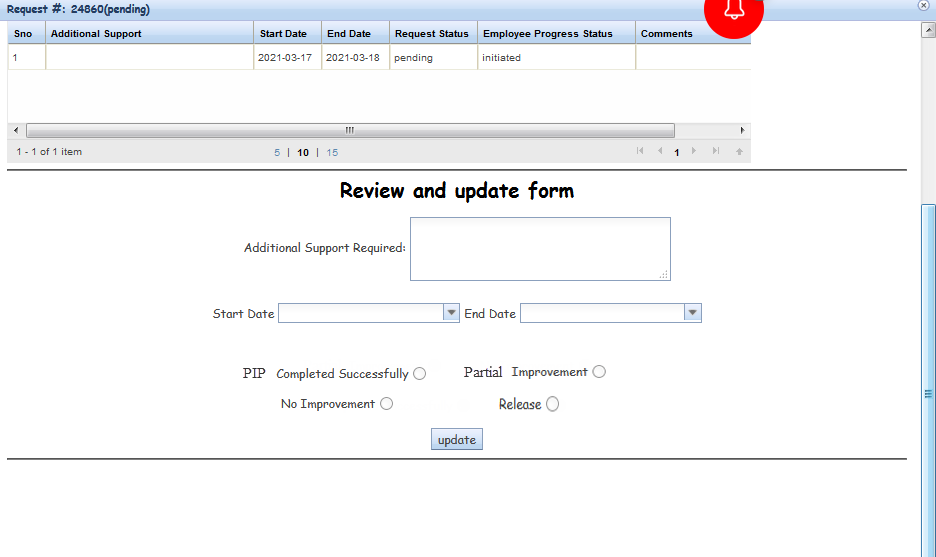 Request #: 24860(pending)
Sno Additional Support Start Date End Date Request Status Employee Progress Status Comments
1 2021-03-17 2021-03-18 pending initiated
1 - 1 of 1 item 5 | 10 | 15 1
Review and update form
Additional Support Required:
Start Date End Date
PIP Completed Successfully Partial Improvement
No Improvement Release
update